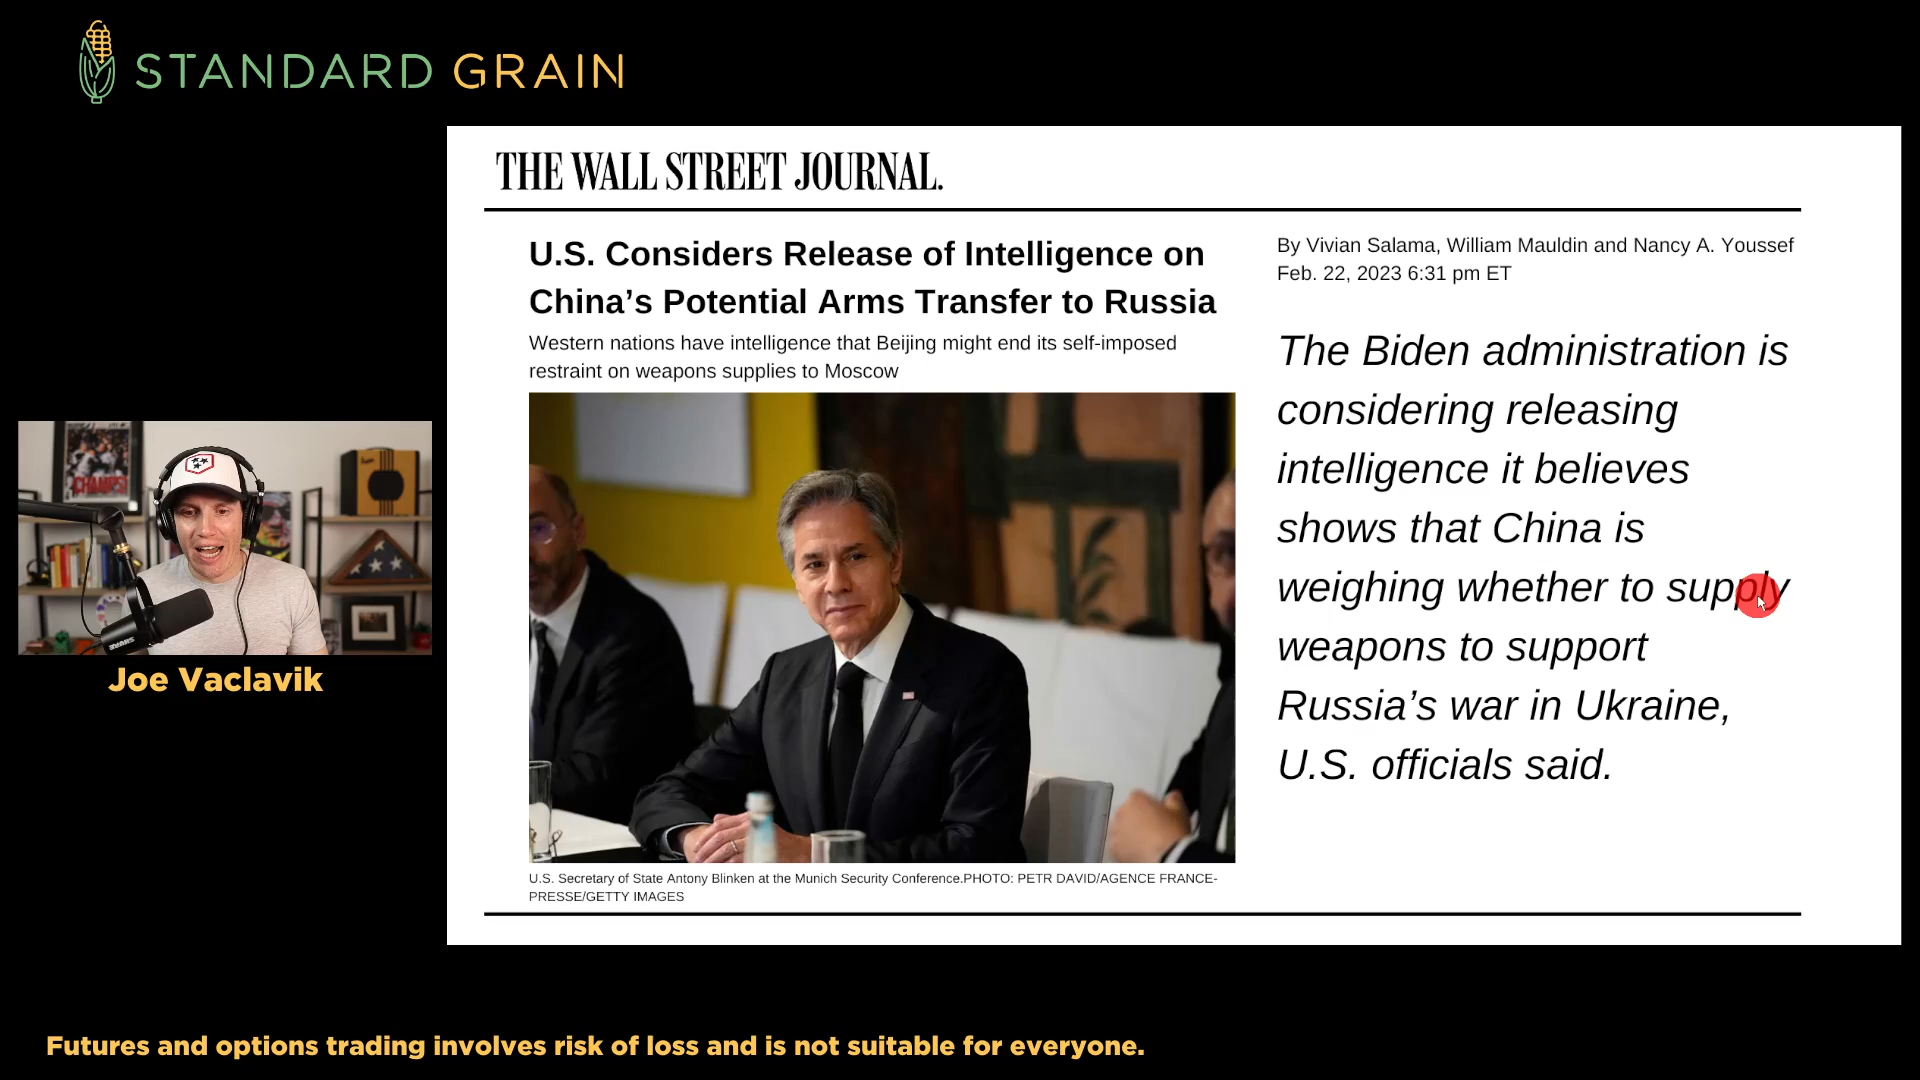 STANDARD GRAIN
THE WALL STREET JOURNAL.
U.S. Considers Release of Intelligence on
China’s Potential Arms Transfer to Russia
Western nations have intelligence that Beijing might end its self-imposed
restraint on weapons supplies to Moscow
U.S. Secretary of State Antony Blinken at the Munich Security Conference.PHOTO: PETR DAVID/AGENCE FRANCE-
PRESSE/GETTY IMAGES
By Vivian Salama, William Mauldin and Nancy A. Youssef
Feb. 22, 2023 6:31 pm ET
The Biden administration is
considering releasing
intelligence it believes
shows that China is
weighing whether to supply
weapons to support
Russia’s war in Ukraine,
U.S. officials said.
CHAMPS!
SHURE
Joe Vaclavik
Futures and options trading involves risk of loss and is not suitable for everyone.